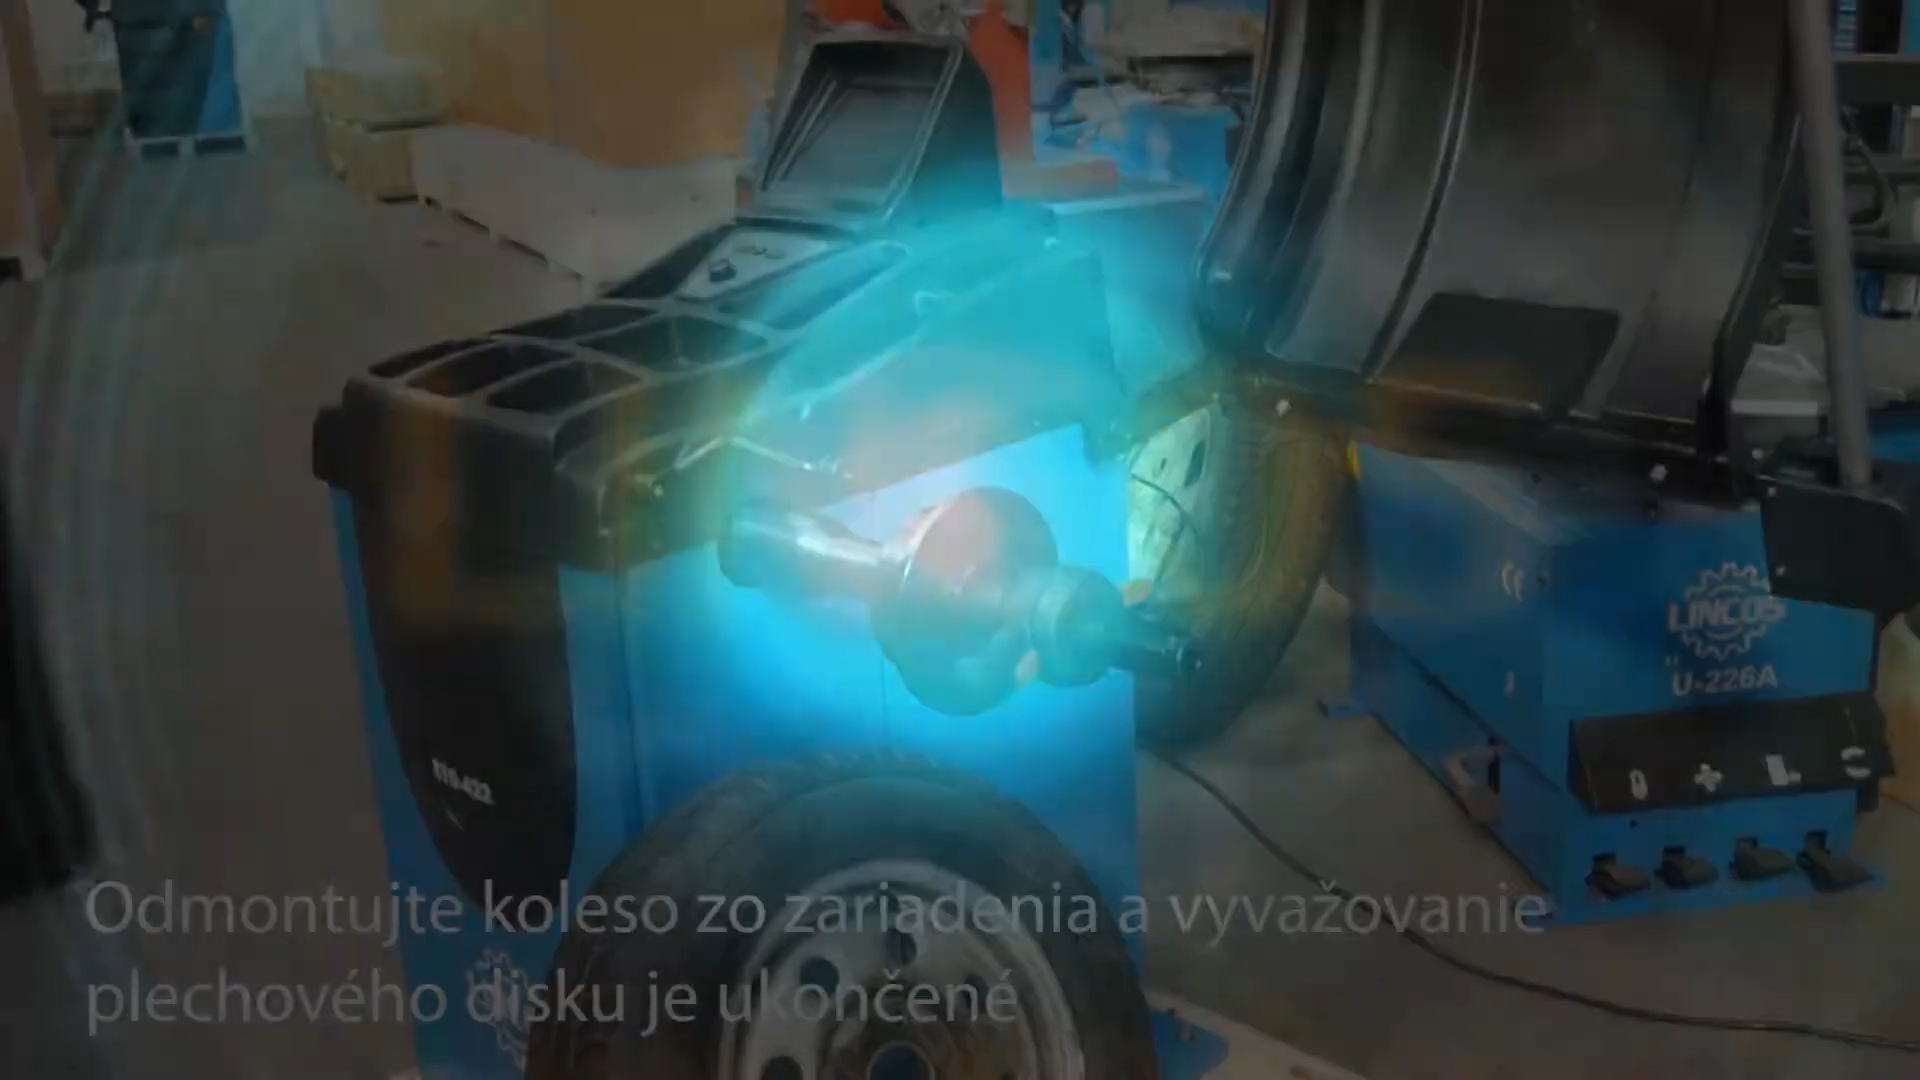 LINCOS
U-226A
Odmontujte koleso zo zariadenia a vyvažovanie
plechového disku je ukončené